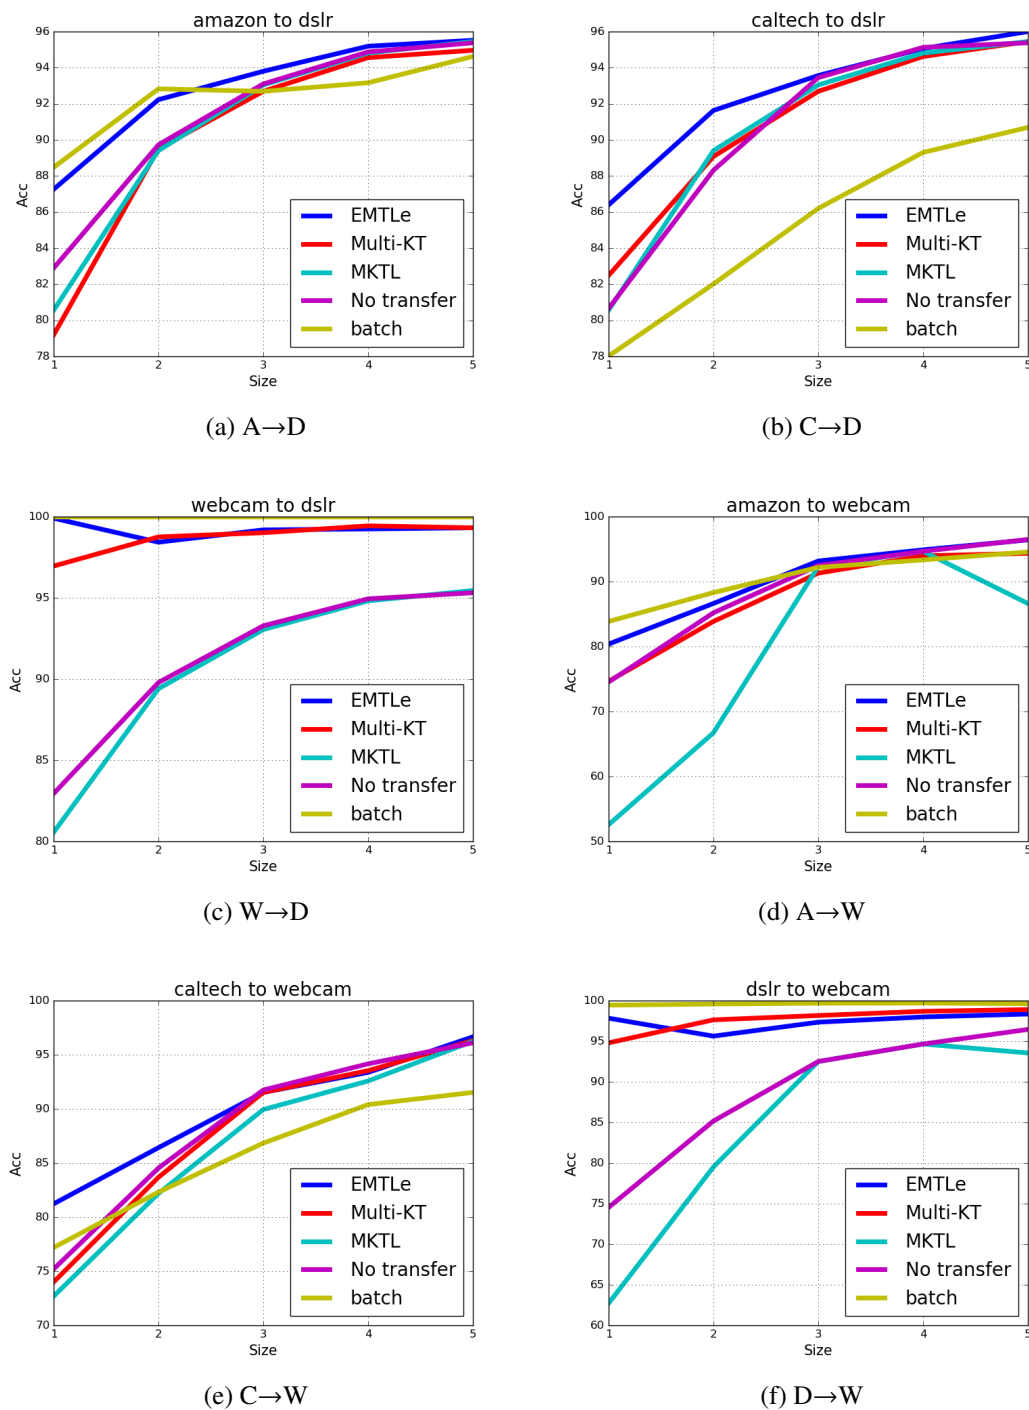 amazon to dslr
96
94
92
90
88
86
84
82
80
78
Acc
EMTLe
Multi-KT
MKTL
No transfer
batch
1 2 3 4 5
Size
(a) A→D
caltech to dslr
96
94
92
90
88
86
84
82
80
78
Acc
EMTLe
Multi-KT
MKTL
No transfer
batch
1 2 3 4 5
Size
(b) C→D
webcam to dslr
100
95
90
85
80
Acc
EMTLe
Multi-KT
MKTL
No transfer
batch
1 2 3 4 5
Size
(c) W→D
amazon to webcam
100
90
80
70
60
50
Acc
EMTLe
Multi-KT
MKTL
No transfer
batch
1 2 3 4 5
Size
(d) A→W
caltech to webcam
100
95
90
85
80
75
70
Acc
EMTLe
Multi-KT
MKTL
No transfer
batch
1 2 3 4 5
Size
(e) C→W
dslr to webcam
100
95
90
85
80
75
70
65
60
Acc
EMTLe
Multi-KT
MKTL
No transfer
batch
1 2 3 4 5
Size
(f) D→W